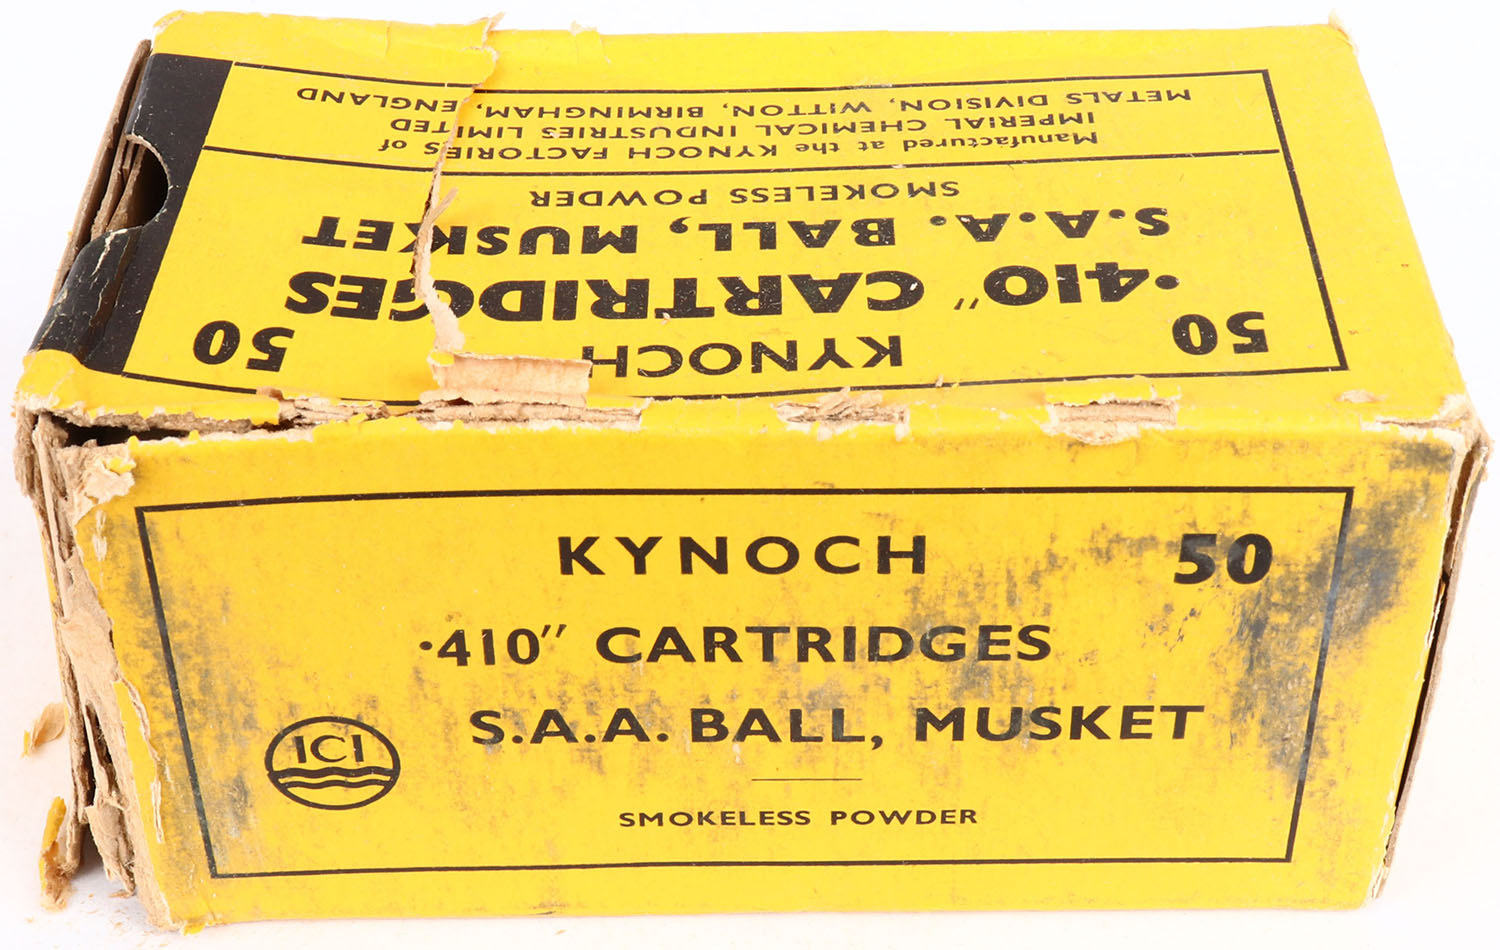 KYNOCH
50 50
·410" CARTRIDGES
S.A.A. BALL, MUSKET
SMOKELESS POWDER
Manufactured at the KYNOCH FACTORIES of
IMPERIAL CHEMICAL INDUSTRIES LIMITED
METALS DIVISION, WITTON, BIRMINGHAM, ENGLAND
KYNOCH 50
·410" CARTRIDGES
S.A.A. BALL, MUSKET
ICI
SMOKELESS POWDER